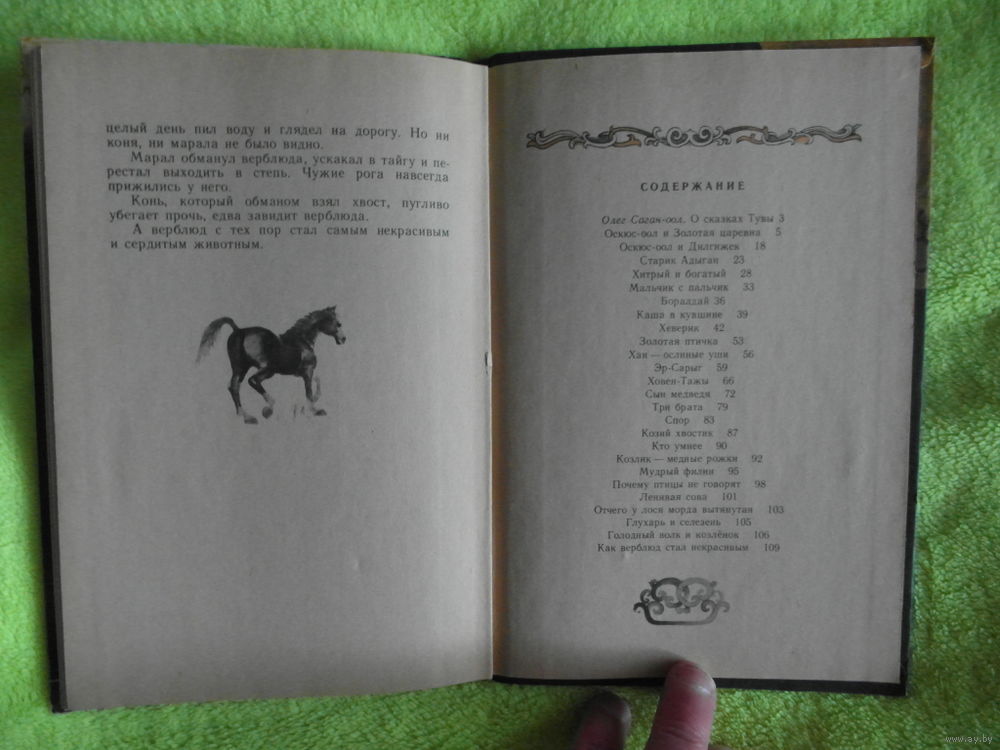 целый день пил воду и глядел на дорогу. Но ни
коня, ни марала не было видно.
Марал обманул верблюда, ускакал в тайгу и пе-
рестал выходить в степь. Чужие рога навсегда
прижились у него.
Конь, который обманом взял хвост, пугливо
убегает прочь, едва завидит верблюда.
А верблюд с тех пор стал самым некрасивым
и сердитым животным.
СОДЕРЖАНИЕ
Олег Саган-оол. О сказках Тувы 3
Оскюс-оол и Золотая царевна 5
Оскюс-оол и Дилгижек 18
Старик Адыган 23
Хитрый и богатый 28
Мальчик с пальчик 33
Боралдай 36
Каша в кувшине 39
Хеверик 42
Золотая птичка 53
Хан — ослиные уши 56
Эр-Сарыг 59
Ховен-Тажы 66
Сын медведя 72
Три брата 79
Спор 83
Козий хвостик 87
Кто умнее 90
Козлик — медные рожки 92
Мудрый филин 95
Почему птицы не говорят 98
Ленивая сова 101
Отчего у лося морда вытянутая 103
Глухарь и селезень 105
Голодный волк и козлёнок 106
Как верблюд стал некрасивым 109
www.ay.by